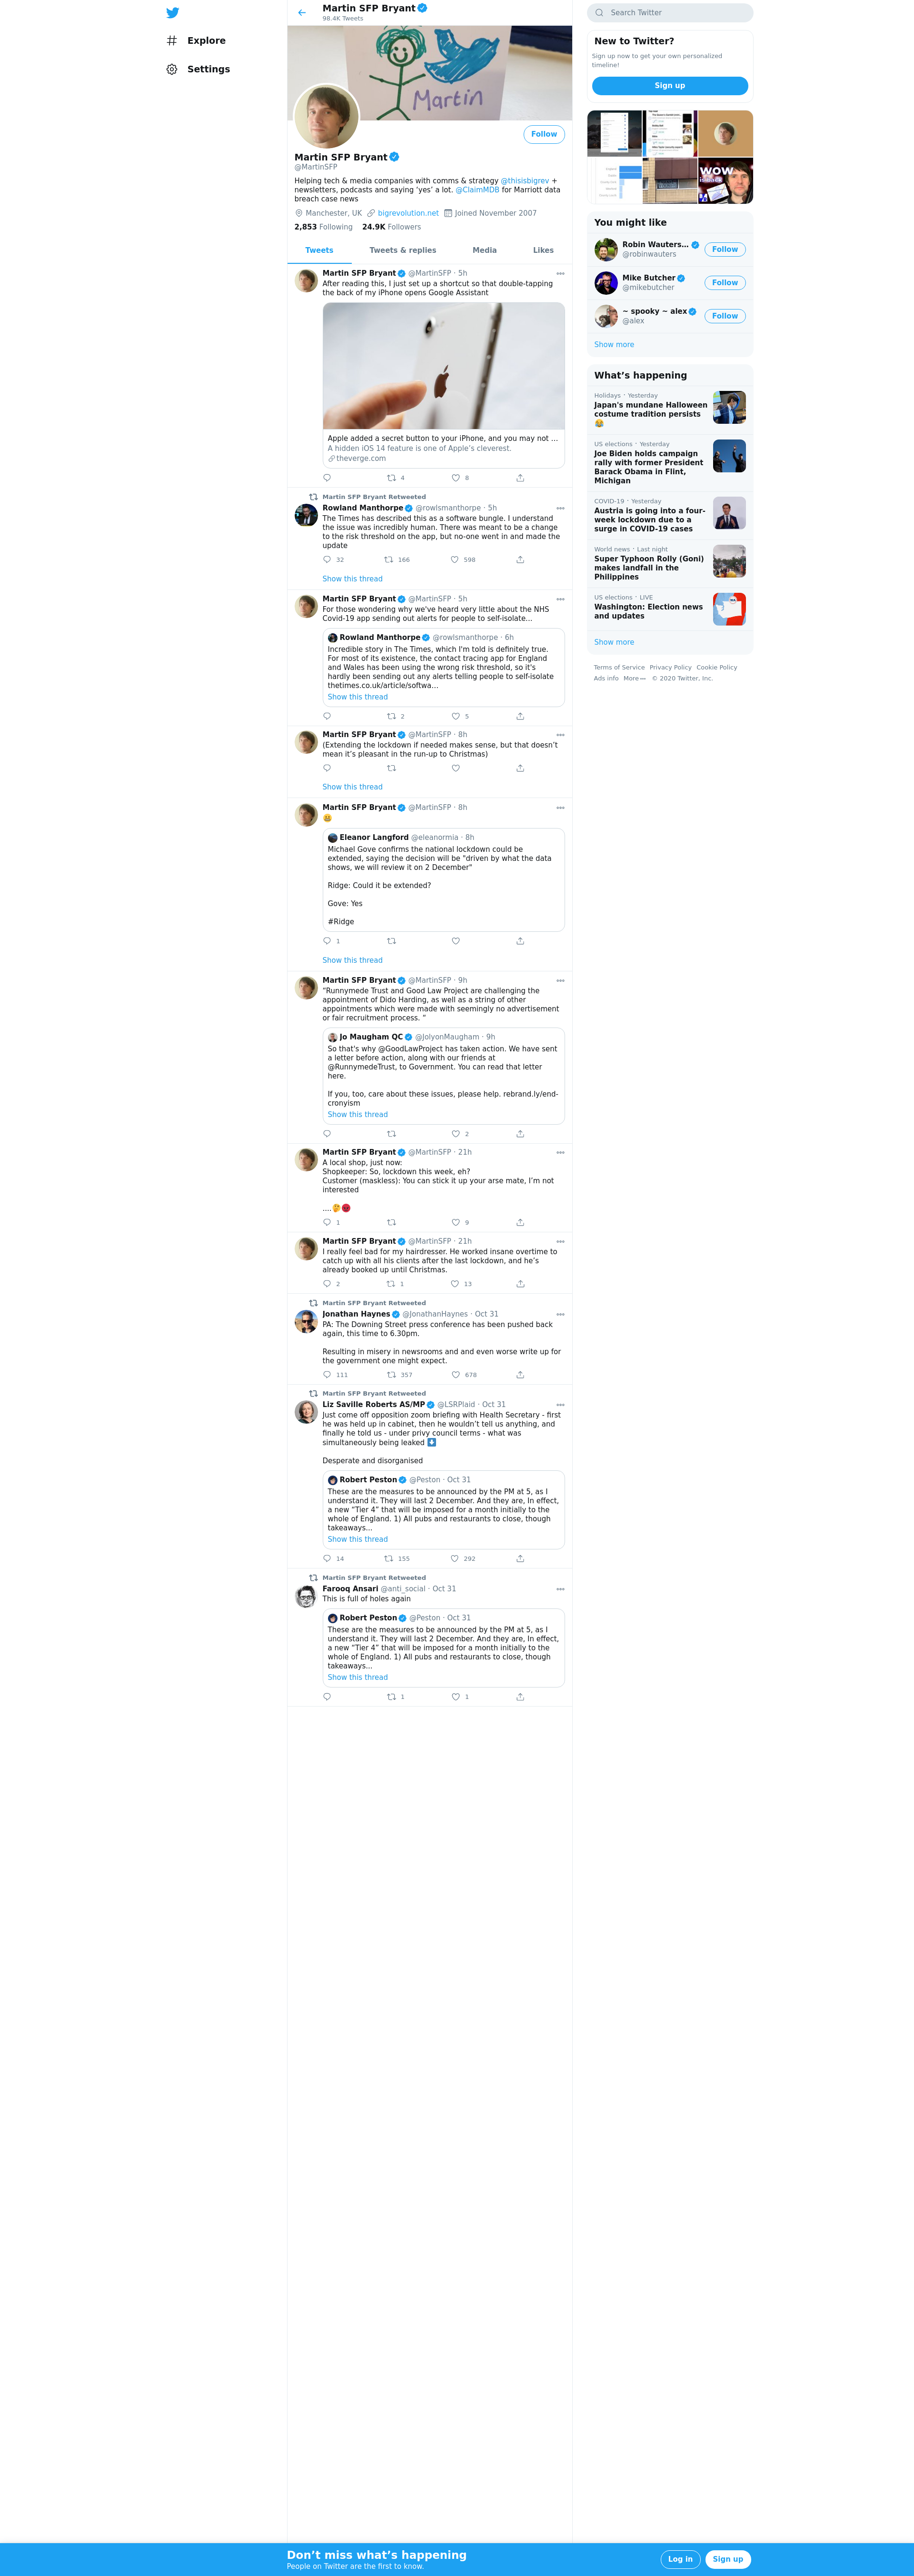 Explore
Settings
Martin SFP Bryant
98.4K Tweets
Martin
Follow
Martin SFP Bryant
@MartinSFP
Helping tech & media companies with comms & strategy @thisisbigrev +
newsletters, podcasts and saying ‘yes’ a lot. @ClaimMDB for Marriott data
breach case news
Manchester, UK bigrevolution.net Joined November 2007
2,853 Following 24.9K Followers
Tweets Tweets & replies Media Likes
Martin SFP Bryant @MartinSFP · 5h
After reading this, I just set up a shortcut so that double-tapping
the back of my iPhone opens Google Assistant
Apple added a secret button to your iPhone, and you may not ...
A hidden iOS 14 feature is one of Apple’s cleverest.
theverge.com
4 8
Martin SFP Bryant Retweeted
Rowland Manthorpe @rowlsmanthorpe · 5h
The Times has described this as a software bungle. I understand
the issue was incredibly human. There was meant to be a change
to the risk threshold on the app, but no-one went in and made the
update
32 166 598
Show this thread
Martin SFP Bryant @MartinSFP · 5h
For those wondering why we’ve heard very little about the NHS
Covid-19 app sending out alerts for people to self-isolate...
Rowland Manthorpe @rowlsmanthorpe · 6h
Incredible story in The Times, which I'm told is definitely true.
For most of its existence, the contact tracing app for England
and Wales has been using the wrong risk threshold, so it's
hardly been sending out any alerts telling people to self-isolate
thetimes.co.uk/article/softwa...
Show this thread
2 5
Martin SFP Bryant @MartinSFP · 8h
(Extending the lockdown if needed makes sense, but that doesn’t
mean it’s pleasant in the run-up to Christmas)
Show this thread
Martin SFP Bryant @MartinSFP · 8h
😬
Eleanor Langford @eleanormia · 8h
Michael Gove confirms the national lockdown could be
extended, saying the decision will be "driven by what the data
shows, we will review it on 2 December"
Ridge: Could it be extended?
Gove: Yes
#Ridge
1
Show this thread
Martin SFP Bryant @MartinSFP · 9h
“Runnymede Trust and Good Law Project are challenging the
appointment of Dido Harding, as well as a string of other
appointments which were made with seemingly no advertisement
or fair recruitment process. ”
Jo Maugham QC @JolyonMaugham · 9h
So that's why @GoodLawProject has taken action. We have sent
a letter before action, along with our friends at
@RunnymedeTrust, to Government. You can read that letter
here.
If you, too, care about these issues, please help. rebrand.ly/end-
cronyism
Show this thread
2
Martin SFP Bryant @MartinSFP · 21h
A local shop, just now:
Shopkeeper: So, lockdown this week, eh?
Customer (maskless): You can stick it up your arse mate, I’m not
interested
....🤔😡
1 9
Martin SFP Bryant @MartinSFP · 21h
I really feel bad for my hairdresser. He worked insane overtime to
catch up with all his clients after the last lockdown, and he’s
already booked up until Christmas.
2 1 13
Martin SFP Bryant Retweeted
Jonathan Haynes @JonathanHaynes · Oct 31
PA: The Downing Street press conference has been pushed back
again, this time to 6.30pm.
Resulting in misery in newsrooms and and even worse write up for
the government one might expect.
111 357 678
Martin SFP Bryant Retweeted
Liz Saville Roberts AS/MP @LSRPlaid · Oct 31
Just come off opposition zoom briefing with Health Secretary - first
he was held up in cabinet, then he wouldn’t tell us anything, and
finally he told us - under privy council terms - what was
simultaneously being leaked ⬇️
Desperate and disorganised
Robert Peston @Peston · Oct 31
These are the measures to be announced by the PM at 5, as I
understand it. They will last 2 December. And they are, In effect,
a new “Tier 4” that will be imposed for a month initially to the
whole of England. 1) All pubs and restaurants to close, though
takeaways...
Show this thread
14 155 292
Martin SFP Bryant Retweeted
Farooq Ansari @anti_social · Oct 31
This is full of holes again
Robert Peston @Peston · Oct 31
These are the measures to be announced by the PM at 5, as I
understand it. They will last 2 December. And they are, In effect,
a new “Tier 4” that will be imposed for a month initially to the
whole of England. 1) All pubs and restaurants to close, though
takeaways...
Show this thread
1 1
Search Twitter
New to Twitter?
Sign up now to get your own personalized
timeline!
Sign up
WOW
You might like
Robin Wauters...
@robinwauters
Follow
Mike Butcher
@mikebutcher
Follow
~ spooky ~ alex
@alex
Follow
Show more
What’s happening
Holidays · Yesterday
Japan's mundane Halloween
costume tradition persists
😂
US elections · Yesterday
Joe Biden holds campaign
rally with former President
Barack Obama in Flint,
Michigan
COVID-19 · Yesterday
Austria is going into a four-
week lockdown due to a
surge in COVID-19 cases
World news · Last night
Super Typhoon Rolly (Goni)
makes landfall in the
Philippines
US elections · LIVE
Washington: Election news
and updates
Show more
Terms of Service Privacy Policy Cookie Policy
Ads info More © 2020 Twitter, Inc.
Don’t miss what’s happening
People on Twitter are the first to know.
Log in Sign up